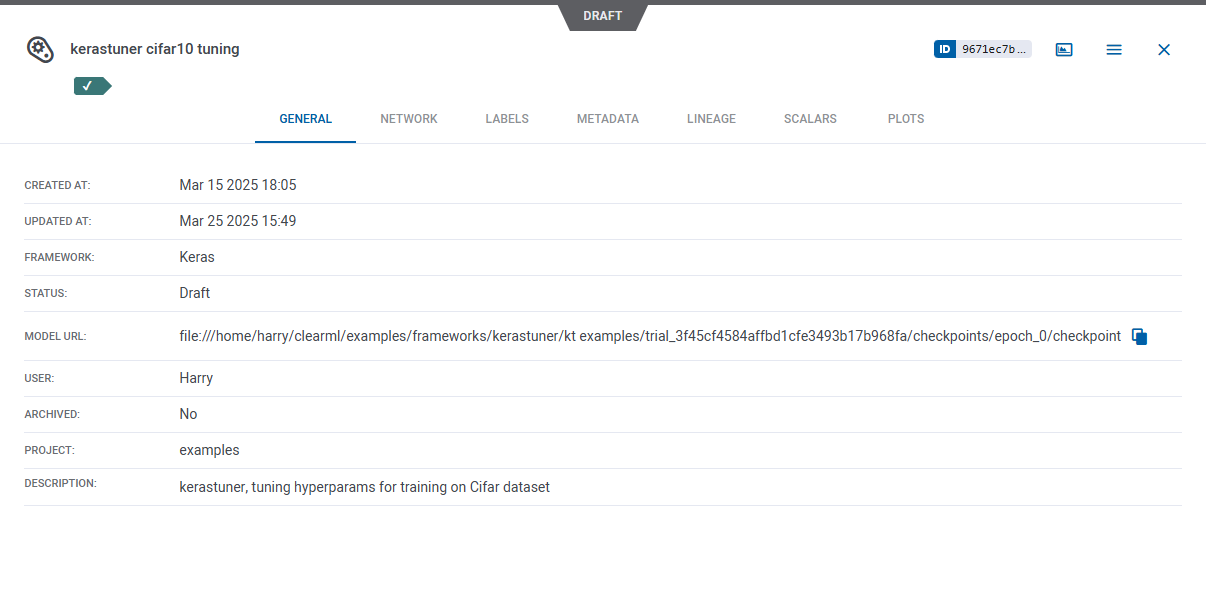 DRAFT
kerastuner cifar10 tuning
ID 9671ec7b...
GENERAL NETWORK LABELS METADATA LINEAGE SCALARS PLOTS
CREATED AT: Mar 15 2025 18:05
UPDATED AT: Mar 25 2025 15:49
FRAMEWORK: Keras
STATUS: Draft
MODEL URL: file:///home/harry/clearml/examples/frameworks/kerastuner/kt examples/trial_3f45cf4584affbd1cfe3493b17b968fa/checkpoints/epoch_0/checkpoint
USER: Harry
ARCHIVED: No
PROJECT: examples
DESCRIPTION: kerastuner, tuning hyperparams for training on Cifar dataset